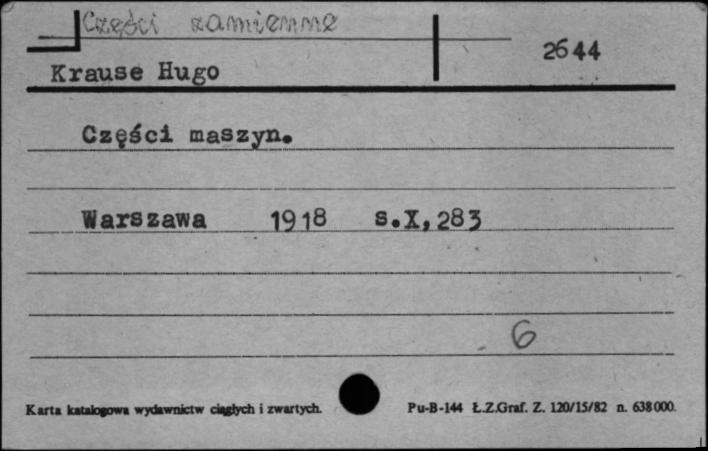 Części zamienne
2644
Krause Hugo
Części maszyn.
Warszawa 1918 s.X,283
6
Karta katalogowa wydawnictw ciągłych i zwartych. Pu-B-144 Ł.Z.Graf. Z. 120/15/82 n. 638000.